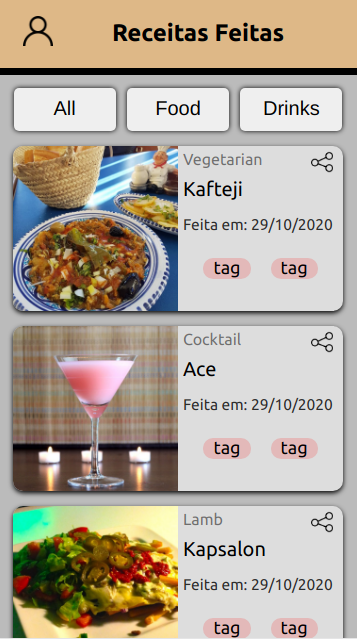 Receitas Feitas
All Food Drinks
Vegetarian
Kafteji
Feita em: 29/10/2020
tag tag
Cocktail
Ace
Feita em: 29/10/2020
tag tag
Lamb
Kapsalon
Feita em: 29/10/2020
tag tag